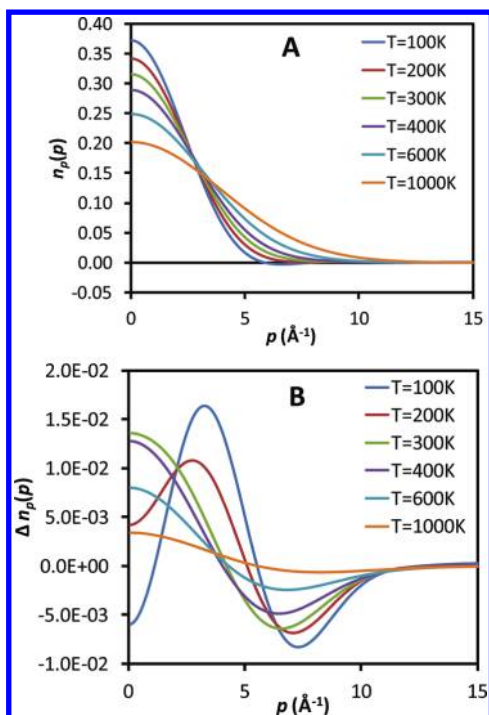 A
0.40
0.35
0.30
0.25
0.20
0.15
0.10
0.05
0.00
-0.05
n_p(p)
T=100K
T=200K
T=300K
T=400K
T=600K
T=1000K
0
5
10
15
p (Å⁻¹)
B
2.0E-02
1.5E-02
1.0E-02
5.0E-03
0.0E+00
-5.0E-03
-1.0E-02
Δ n_p(p)
T=100K
T=200K
T=300K
T=400K
T=600K
T=1000K
0
5
10
15
p (Å⁻¹)